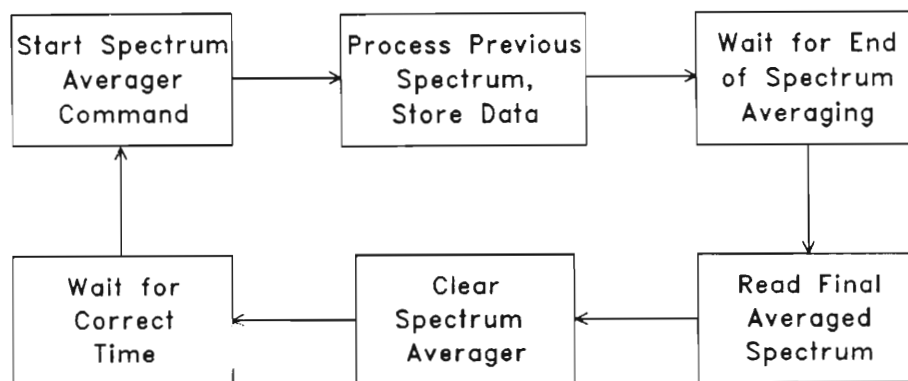 Start Spectrum
Averager
Command
Process Previous
Spectrum,
Store Data
Wait for End
of Spectrum
Averaging
Read Final
Averaged
Spectrum
Clear
Spectrum
Averager
Wait for
Correct
Time